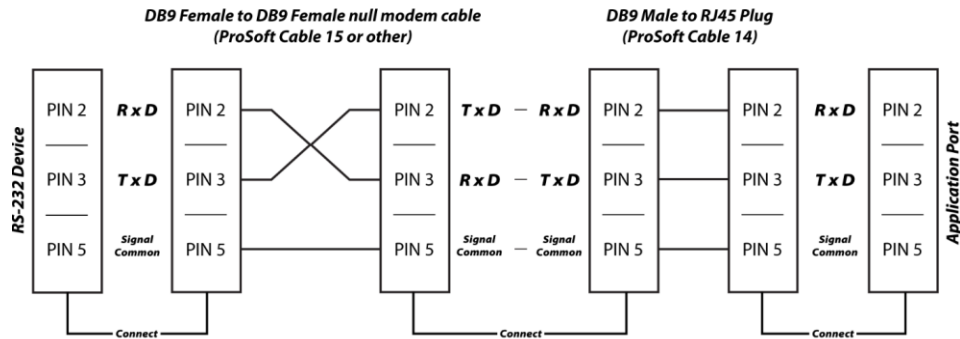 DB9 Female to DB9 Female null modem cable
(ProSoft Cable 15 or other)
DB9 Male to RJ45 Plug
(ProSoft Cable 14)
RS-232 Device
PIN 2 RxD PIN 2 PIN 2 TxD — RxD PIN 2 PIN 2 RxD PIN 2
PIN 3 TxD PIN 3 PIN 3 RxD — TxD PIN 3 PIN 3 TxD PIN 3
PIN 5 Signal Common PIN 5 PIN 5 Signal Common — Signal Common PIN 5 PIN 5 Signal Common PIN 5
Application Port
Connect Connect Connect